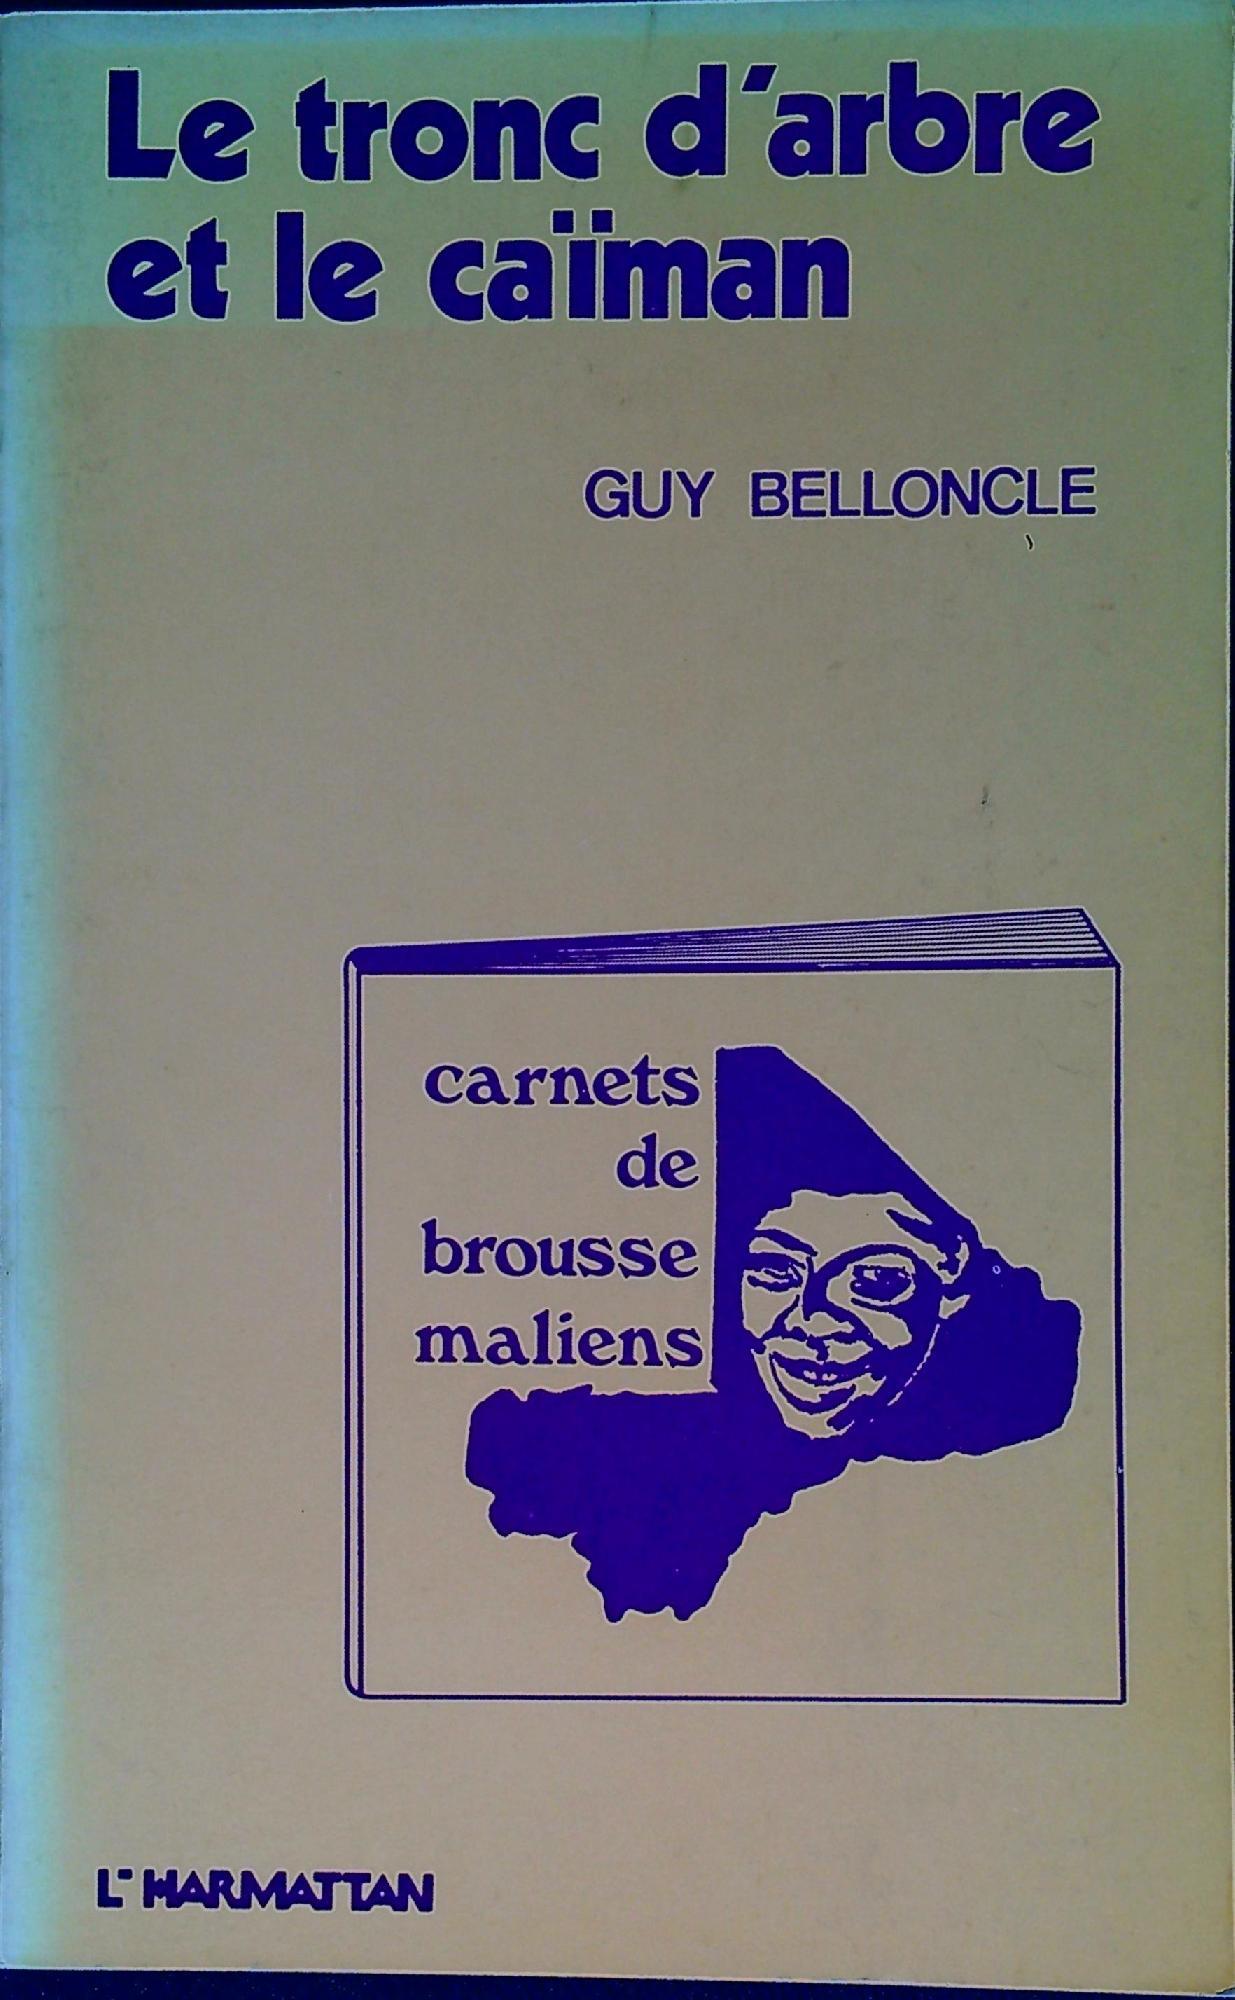 Le tronc d'arbre
et le caïman
GUY BELLONCLE
carnets
de
brousse
maliens
L'HARMATTAN